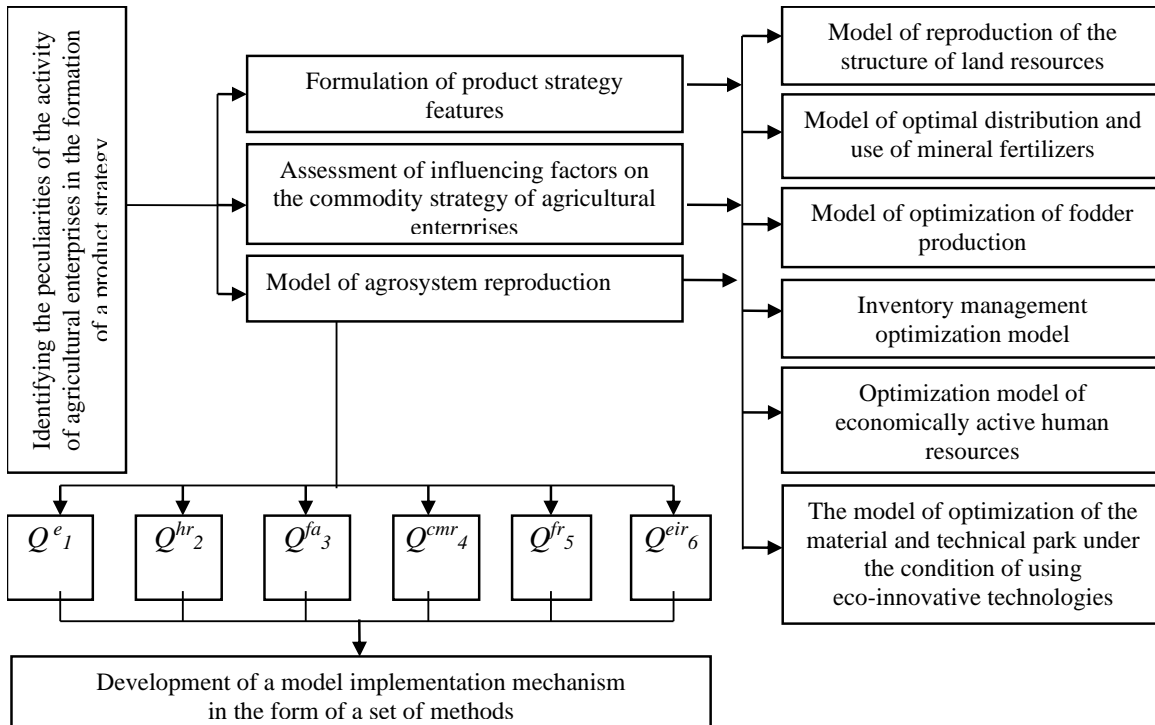 Identifying the peculiarities of the activity
of agricultural enterprises in the formation
of a product strategy
Formulation of product strategy
features
Assessment of influencing factors on
the commodity strategy of agricultural
enterprises
Model of agrosystem reproduction
Model of reproduction of the
structure of land resources
Model of optimal distribution and
use of mineral fertilizers
Model of optimization of fodder
production
Inventory management
optimization model
Optimization model of
economically active human
resources
The model of optimization of the
material and technical park under
the condition of using
eco-innovative technologies
Q^e_1
Q^hr_2
Q^fa_3
Q^cmr_4
Q^fr_5
Q^eir_6
Development of a model implementation mechanism
in the form of a set of methods